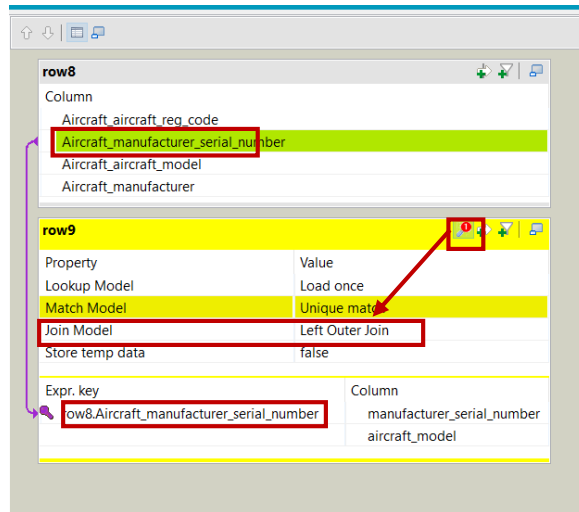 row8
Column
Aircraft_aircraft_reg_code
Aircraft_manufacturer_serial_number
Aircraft_aircraft_model
Aircraft_manufacturer
row9
1
Property Value
Lookup Model Load once
Match Model Unique match
Join Model Left Outer Join
Store temp data false
Expr. key Column
row8.Aircraft_manufacturer_serial_number manufacturer_serial_number
aircraft_model